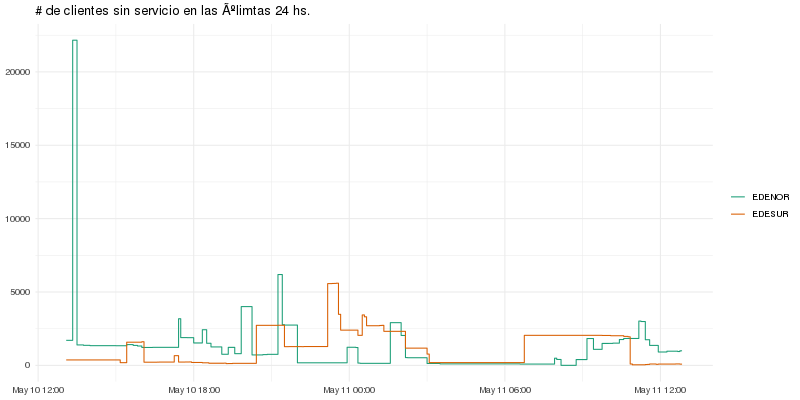 # de clientes sin servicio en las Ãºlimtas 24 hs.
20000
15000
10000
5000
0
May 10 12:00
May 10 18:00
May 11 00:00
May 11 06:00
May 11 12:00
EDENOR
EDESUR